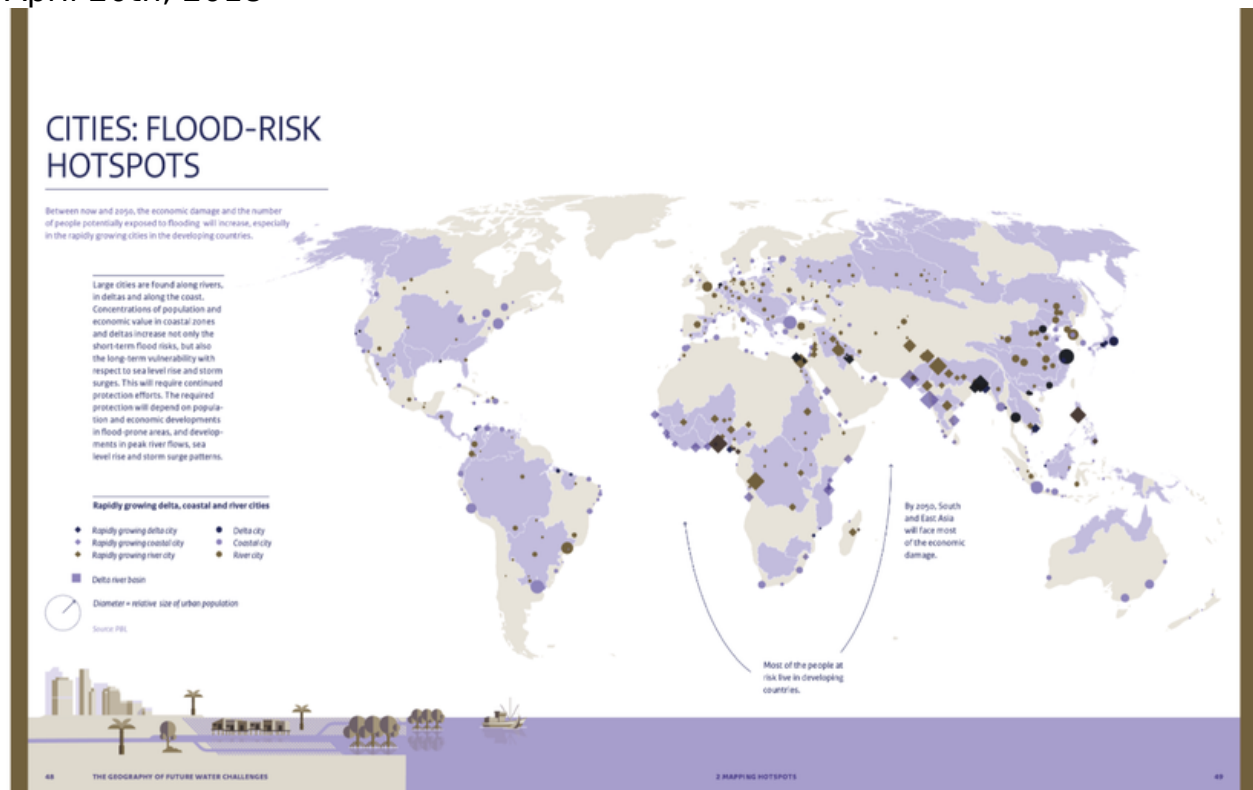 CITIES: FLOOD-RISK
HOTSPOTS
Between now and 2050, the economic damage and the number
of people potentially exposed to flooding will increase, especially
in the rapidly growing cities in the developing countries.
Large cities are found along rivers,
in deltas and along the coast.
Concentrations of population and
economic value in coastal zones
and deltas increase not only the
short-term flood risks, but also
the long-term vulnerability with
respect to sea level rise and storm
surges. This will require continued
protection efforts. The required
protection will depend on popula-
tion and economic developments
in flood-prone areas, and develop-
ments in peak river flows, sea
level rise and storm surge patterns.
Rapidly growing delta, coastal and river cities
Rapidly growing delta city
Rapidly growing coastal city
Rapidly growing river city
Delta city
Coastal city
River city
Delta river basin
Diameter = relative size of urban population
Source: PBL
By 2050, South
and East Asia
will face most
of the economic
damage.
Most of the people at
risk live in developing
countries.
48 THE GEOGRAPHY OF FUTURE WATER CHALLENGES
2 MAPPING HOTSPOTS
49